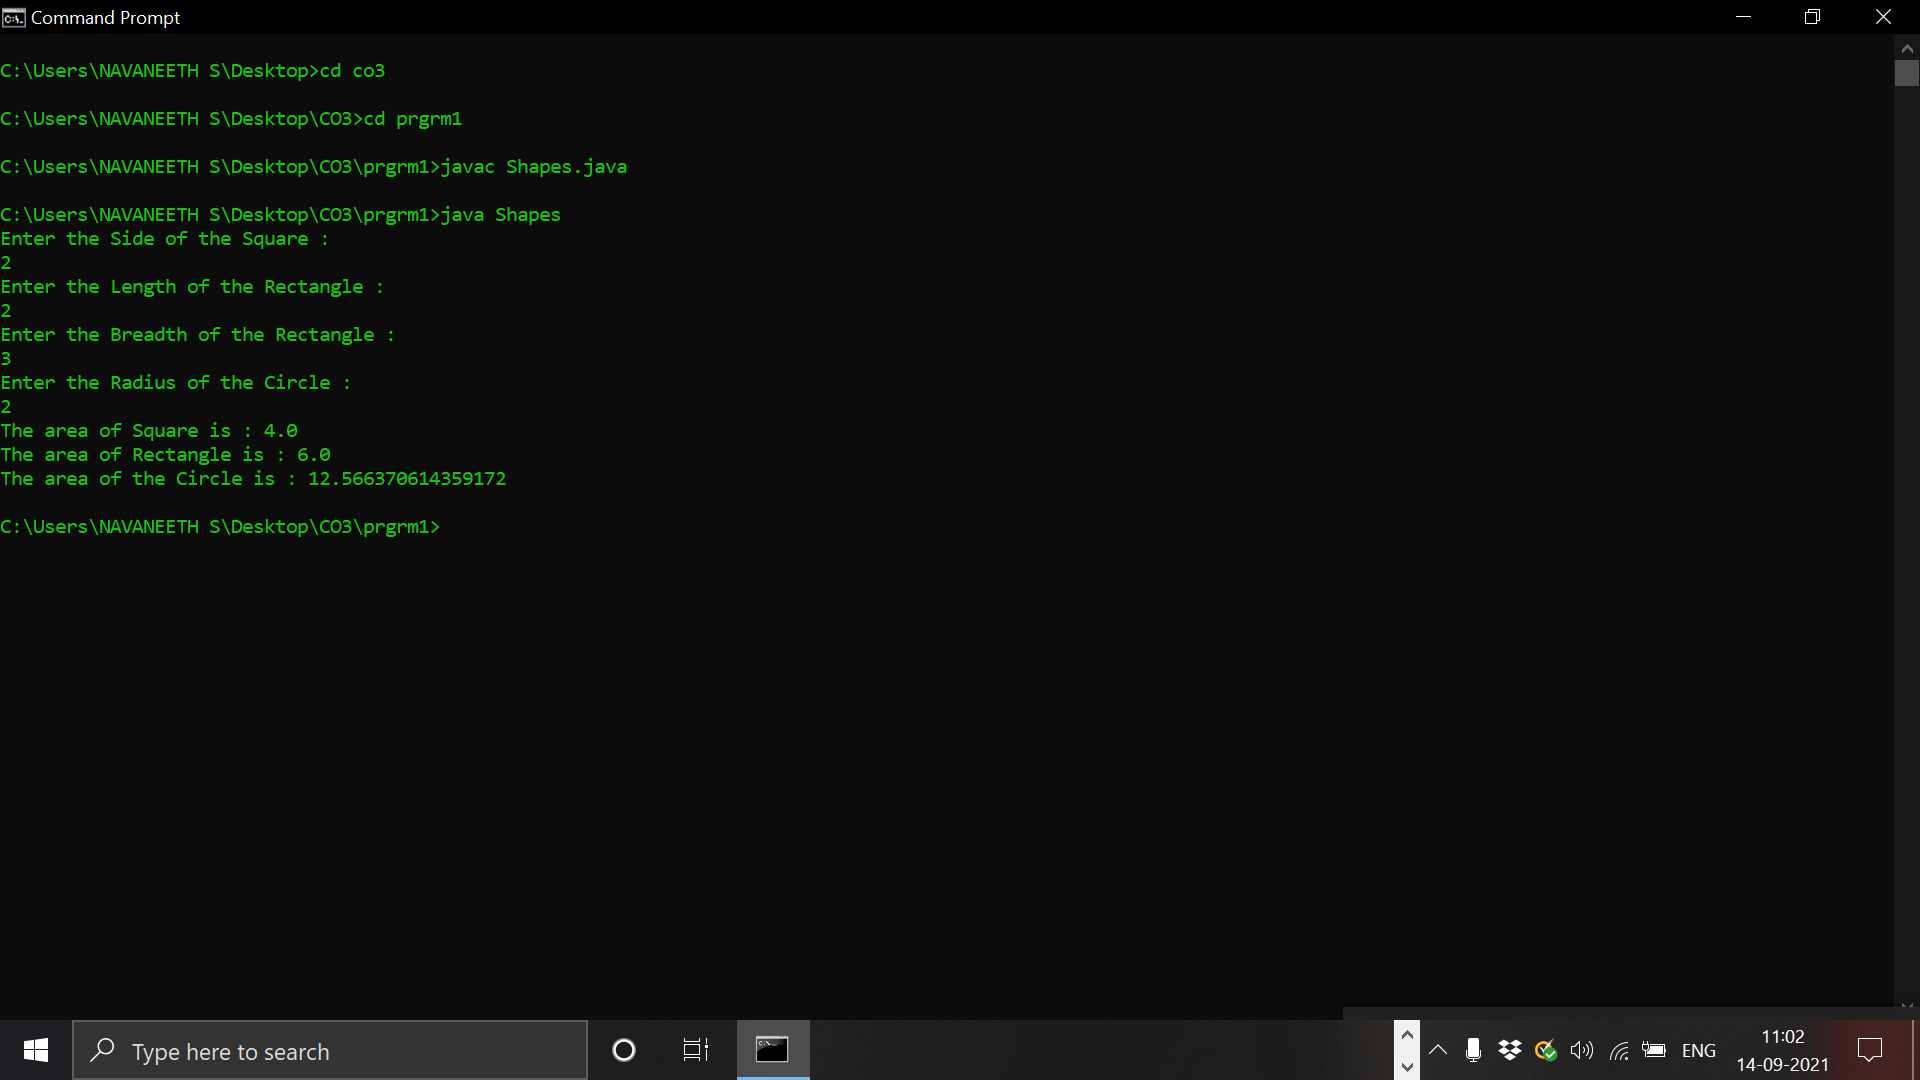 Command Prompt
C:\Users\NAVANEETH S\Desktop>cd co3
C:\Users\NAVANEETH S\Desktop\CO3>cd prgrm1
C:\Users\NAVANEETH S\Desktop\CO3\prgrm1>javac Shapes.java
C:\Users\NAVANEETH S\Desktop\CO3\prgrm1>java Shapes
Enter the Side of the Square :
2
Enter the Length of the Rectangle :
2
Enter the Breadth of the Rectangle :
3
Enter the Radius of the Circle :
2
The area of Square is : 4.0
The area of Rectangle is : 6.0
The area of the Circle is : 12.566370614359172
C:\Users\NAVANEETH S\Desktop\CO3\prgrm1>
Type here to search
ENG
11:02
14-09-2021